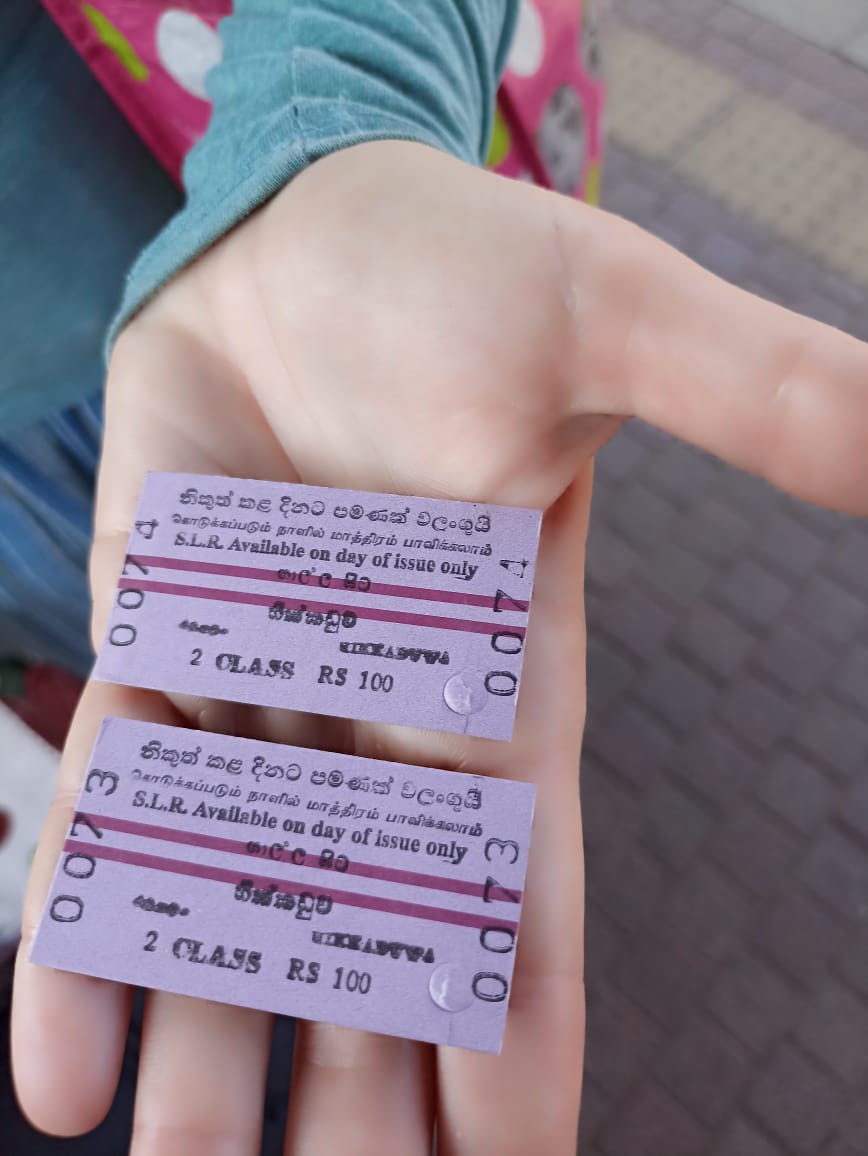 නිකුත් කළ දිනට පමණක් වලංගුයි
கொடுக்கப்படும் நாளில் மாத்திரம் பாவிக்கலாம்
S.L.R. Available on day of issue only
ගාල්ල සිට
හික්කඩුව
HIKKADUWA
2 CLASS RS 100
0074
0074
නිකුත් කළ දිනට පමණක් වලංගුයි
கொடுக்கப்படும் நாளில் மாத்திரம் பாவிக்கலாம்
S.L.R. Available on day of issue only
ගාල්ල සිට
හික්කඩුව
HIKKADUWA
2 CLASS RS 100
0073
0073